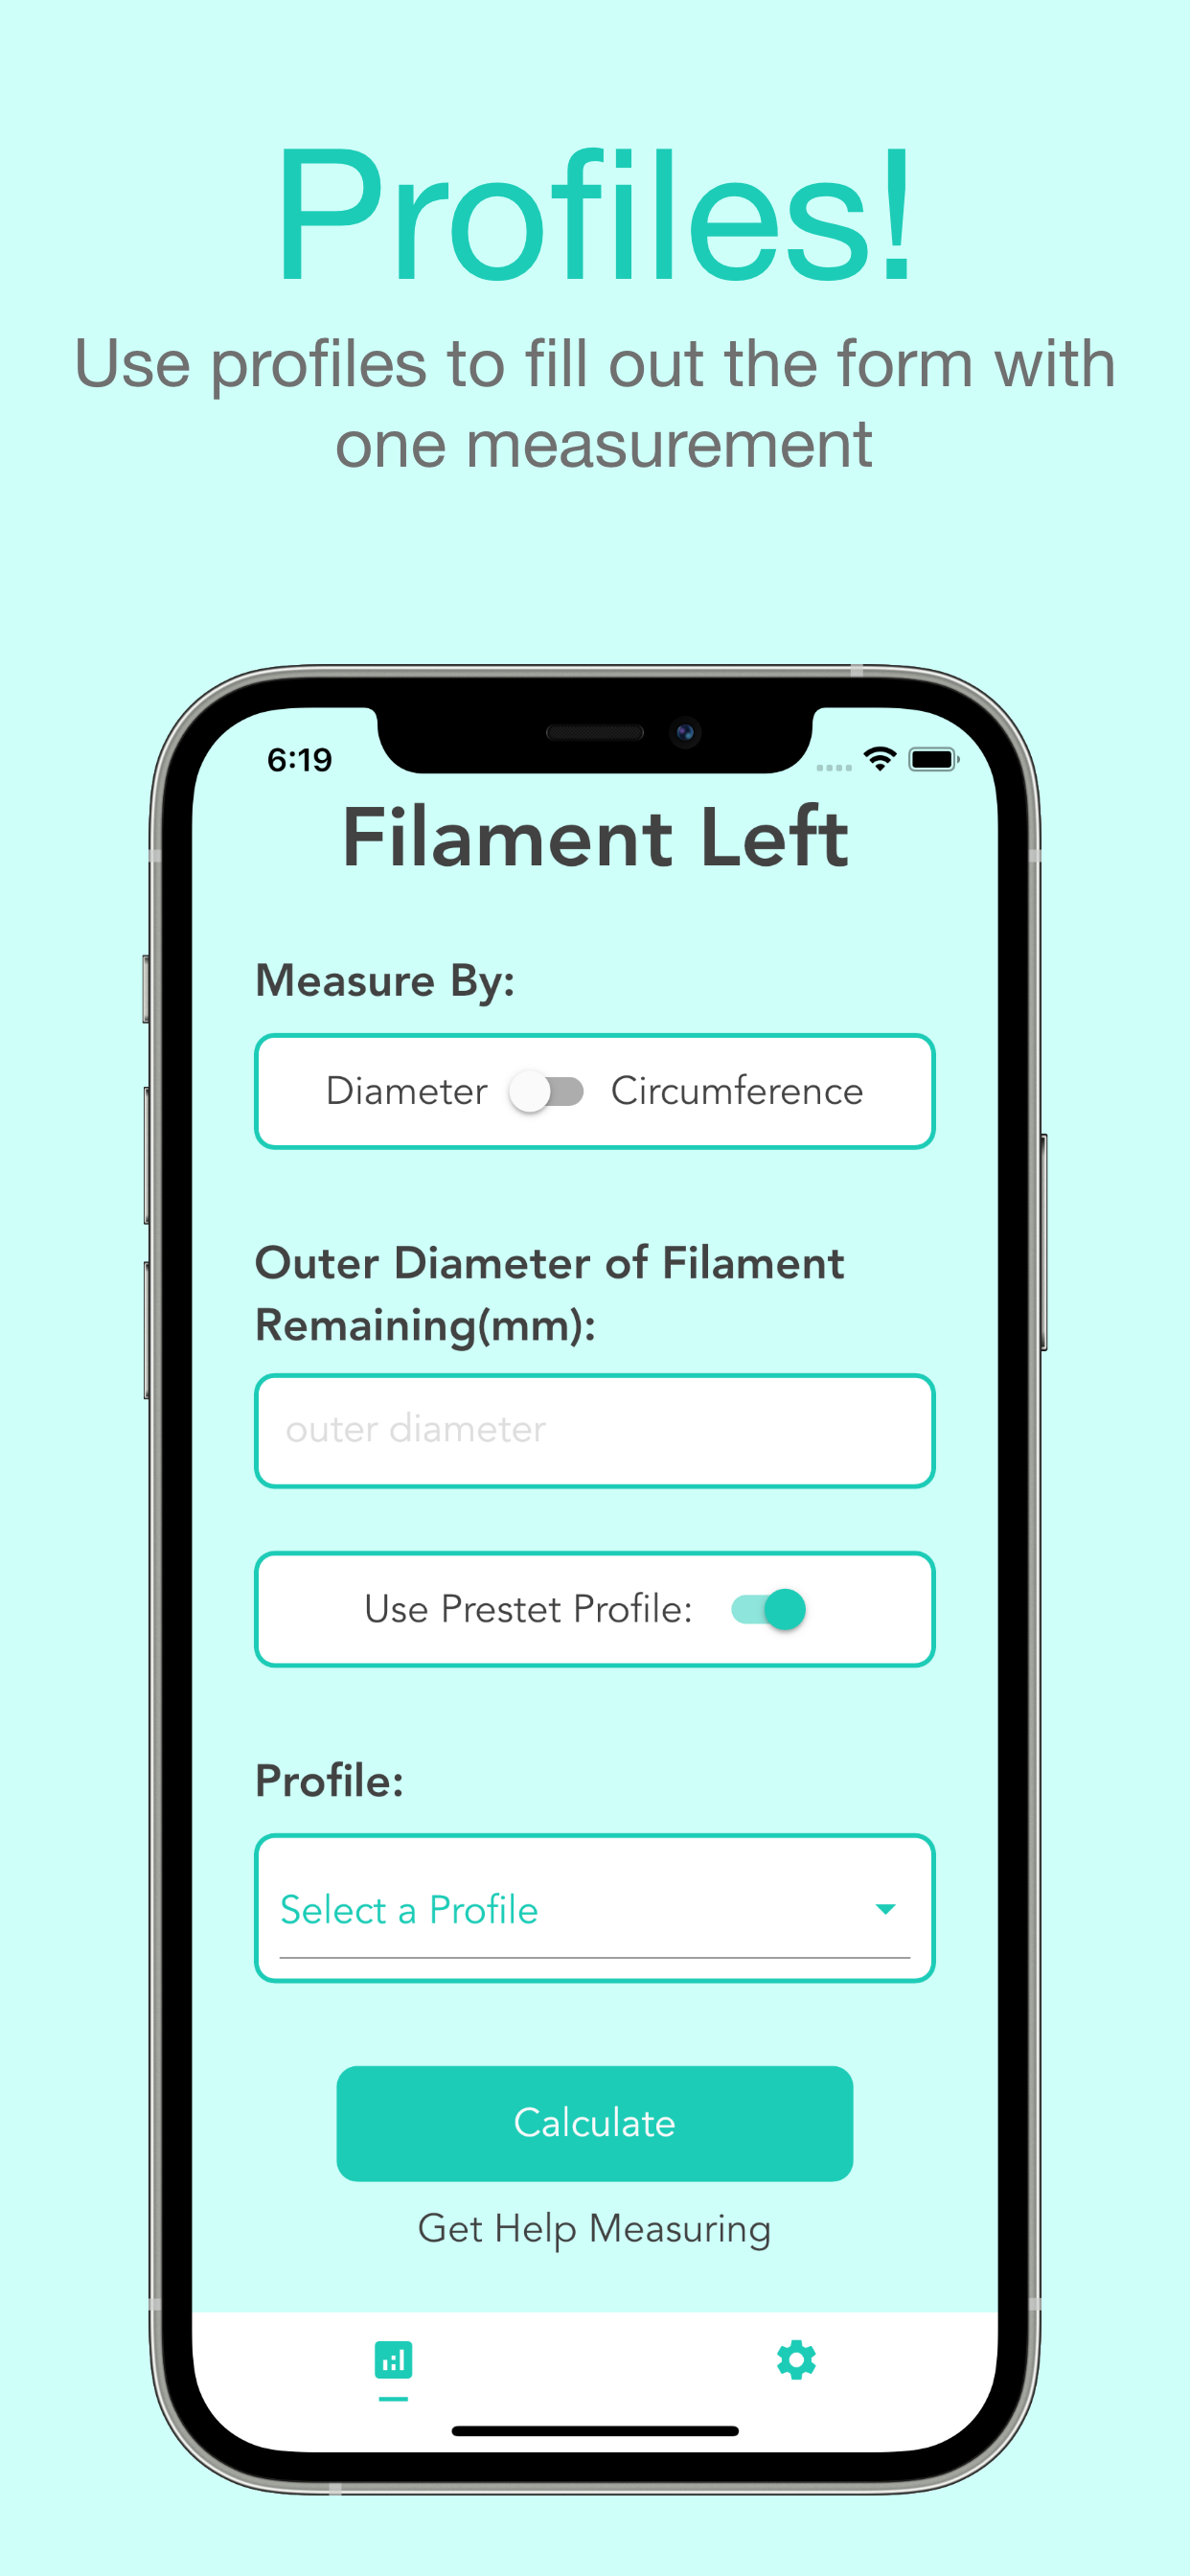 Profiles!
Use profiles to fill out the form with
one measurement
6:19
Filament Left
Measure By:
Diameter Circumference
Outer Diameter of Filament
Remaining(mm):
outer diameter
Use Prestet Profile:
Profile:
Select a Profile
Calculate
Get Help Measuring